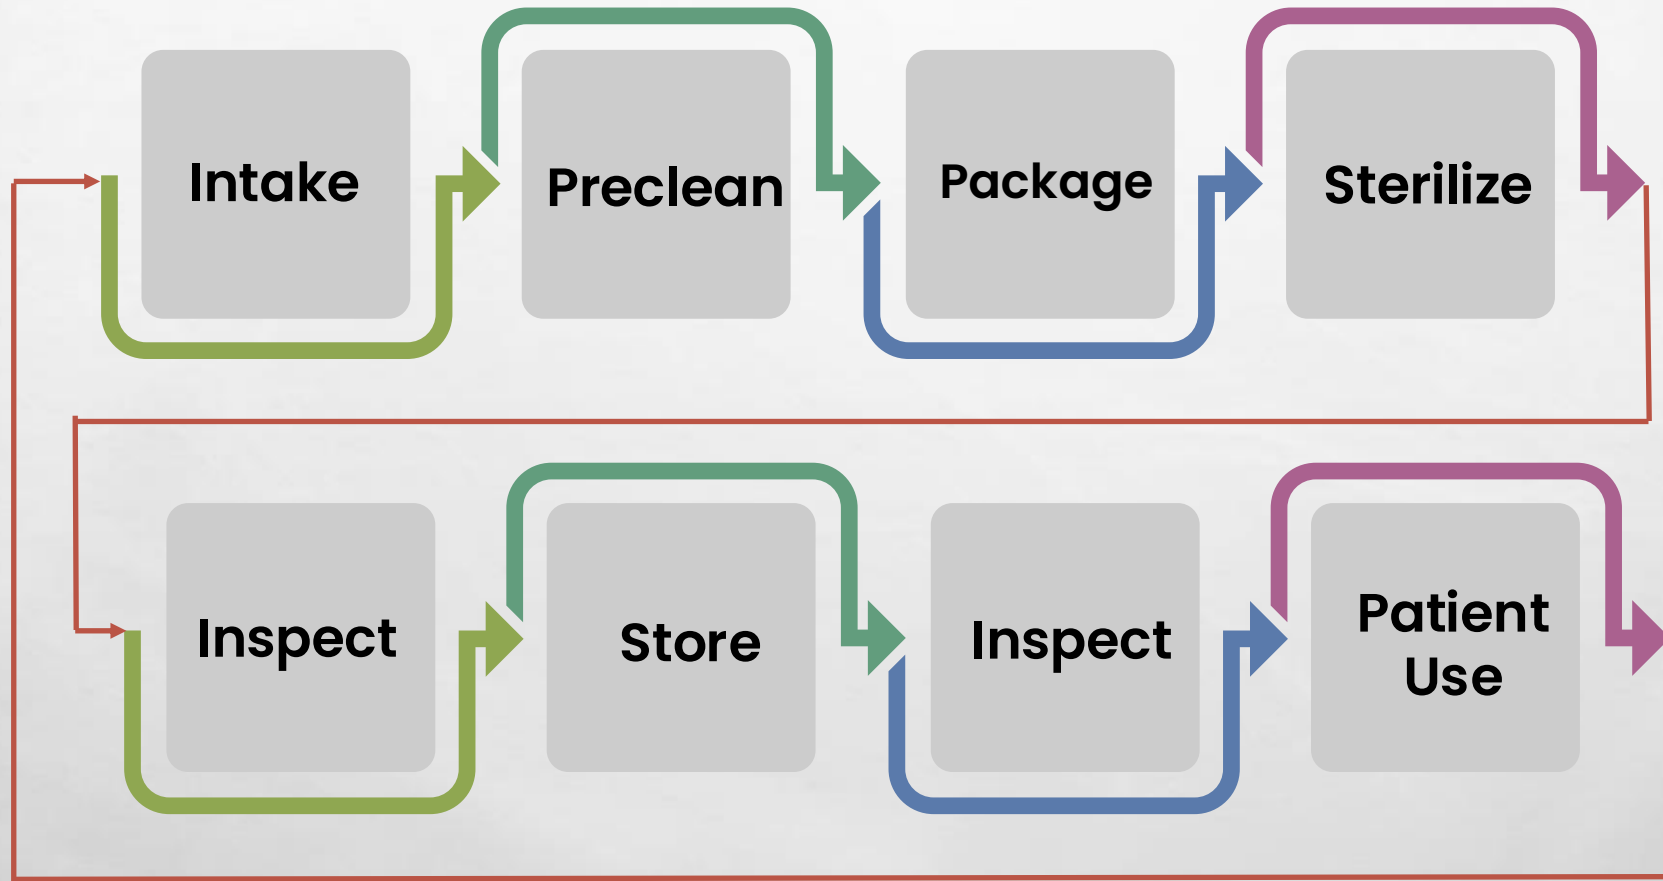 Intake
Preclean
Package
Sterilize
Inspect
Store
Inspect
Patient
Use